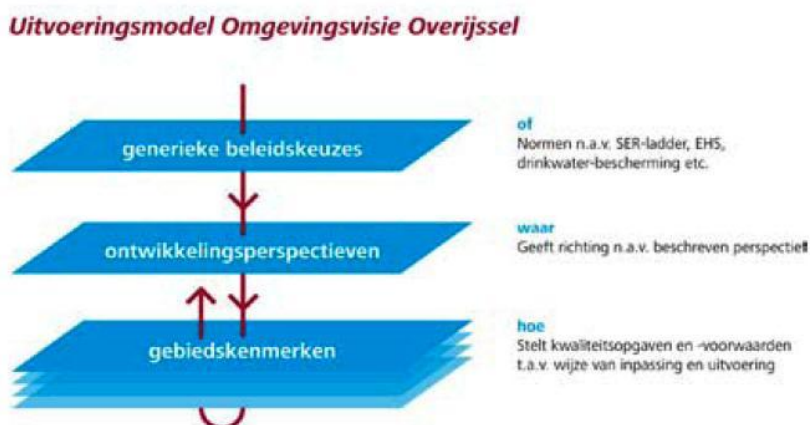 Uitvoeringsmodel Omgevingsvisie Overijssel
generieke beleidskeuzes
of
Normen n.a.v. SER-ladder, EHS,
drinkwater-bescherming etc.
ontwikkelingsperspectieven
waar
Geeft richting n.a.v. beschreven perspectief
gebiedskenmerken
hoe
Stelt kwaliteitsopgaven en -voorwaarden
t.a.v. wijze van inpassing en uitvoering